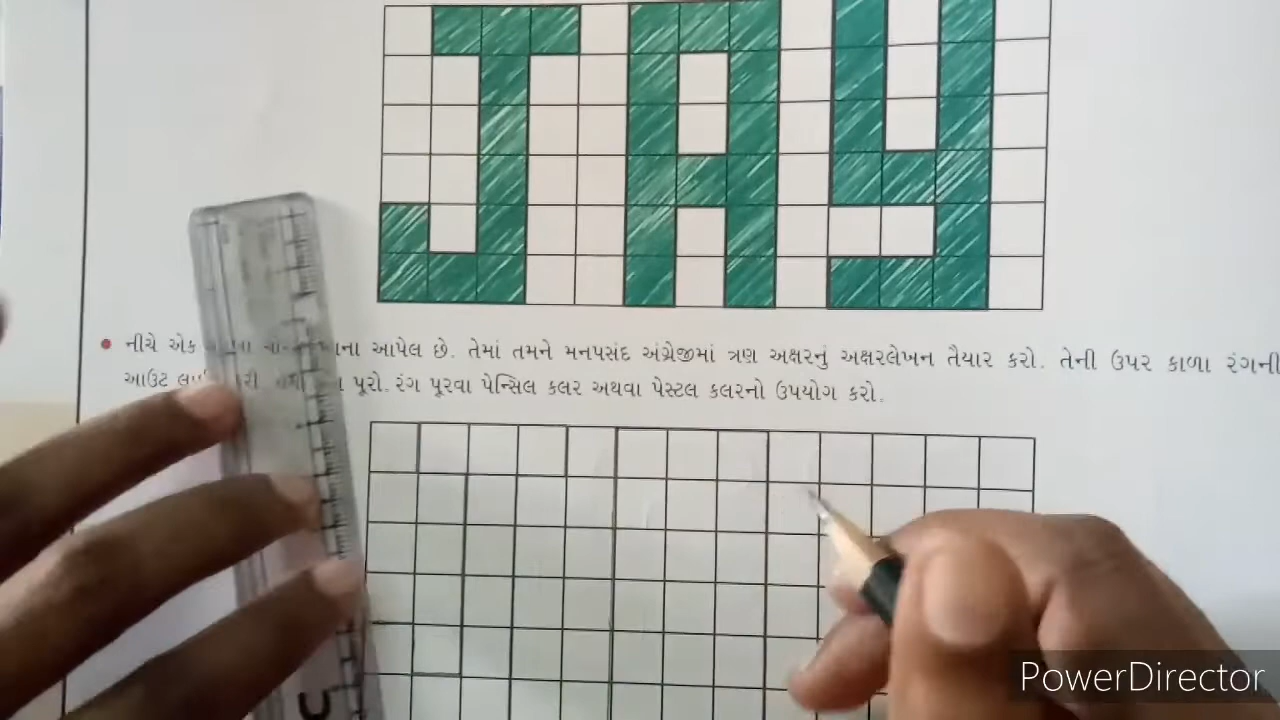 JAY
નીચે એક આપેલ છે. તેમાં તમને મનપસંદ અંગ્રેજીમાં ત્રણ અક્ષરનું અક્ષરલેખન તૈયાર કરો. તેની ઉપર કાળા રંગની
આઉટ પૂરો. રંગ પૂરવા પેન્સિલ કલર અથવા પેસ્ટલ કલરનો ઉપયોગ કરો.
PowerDirector